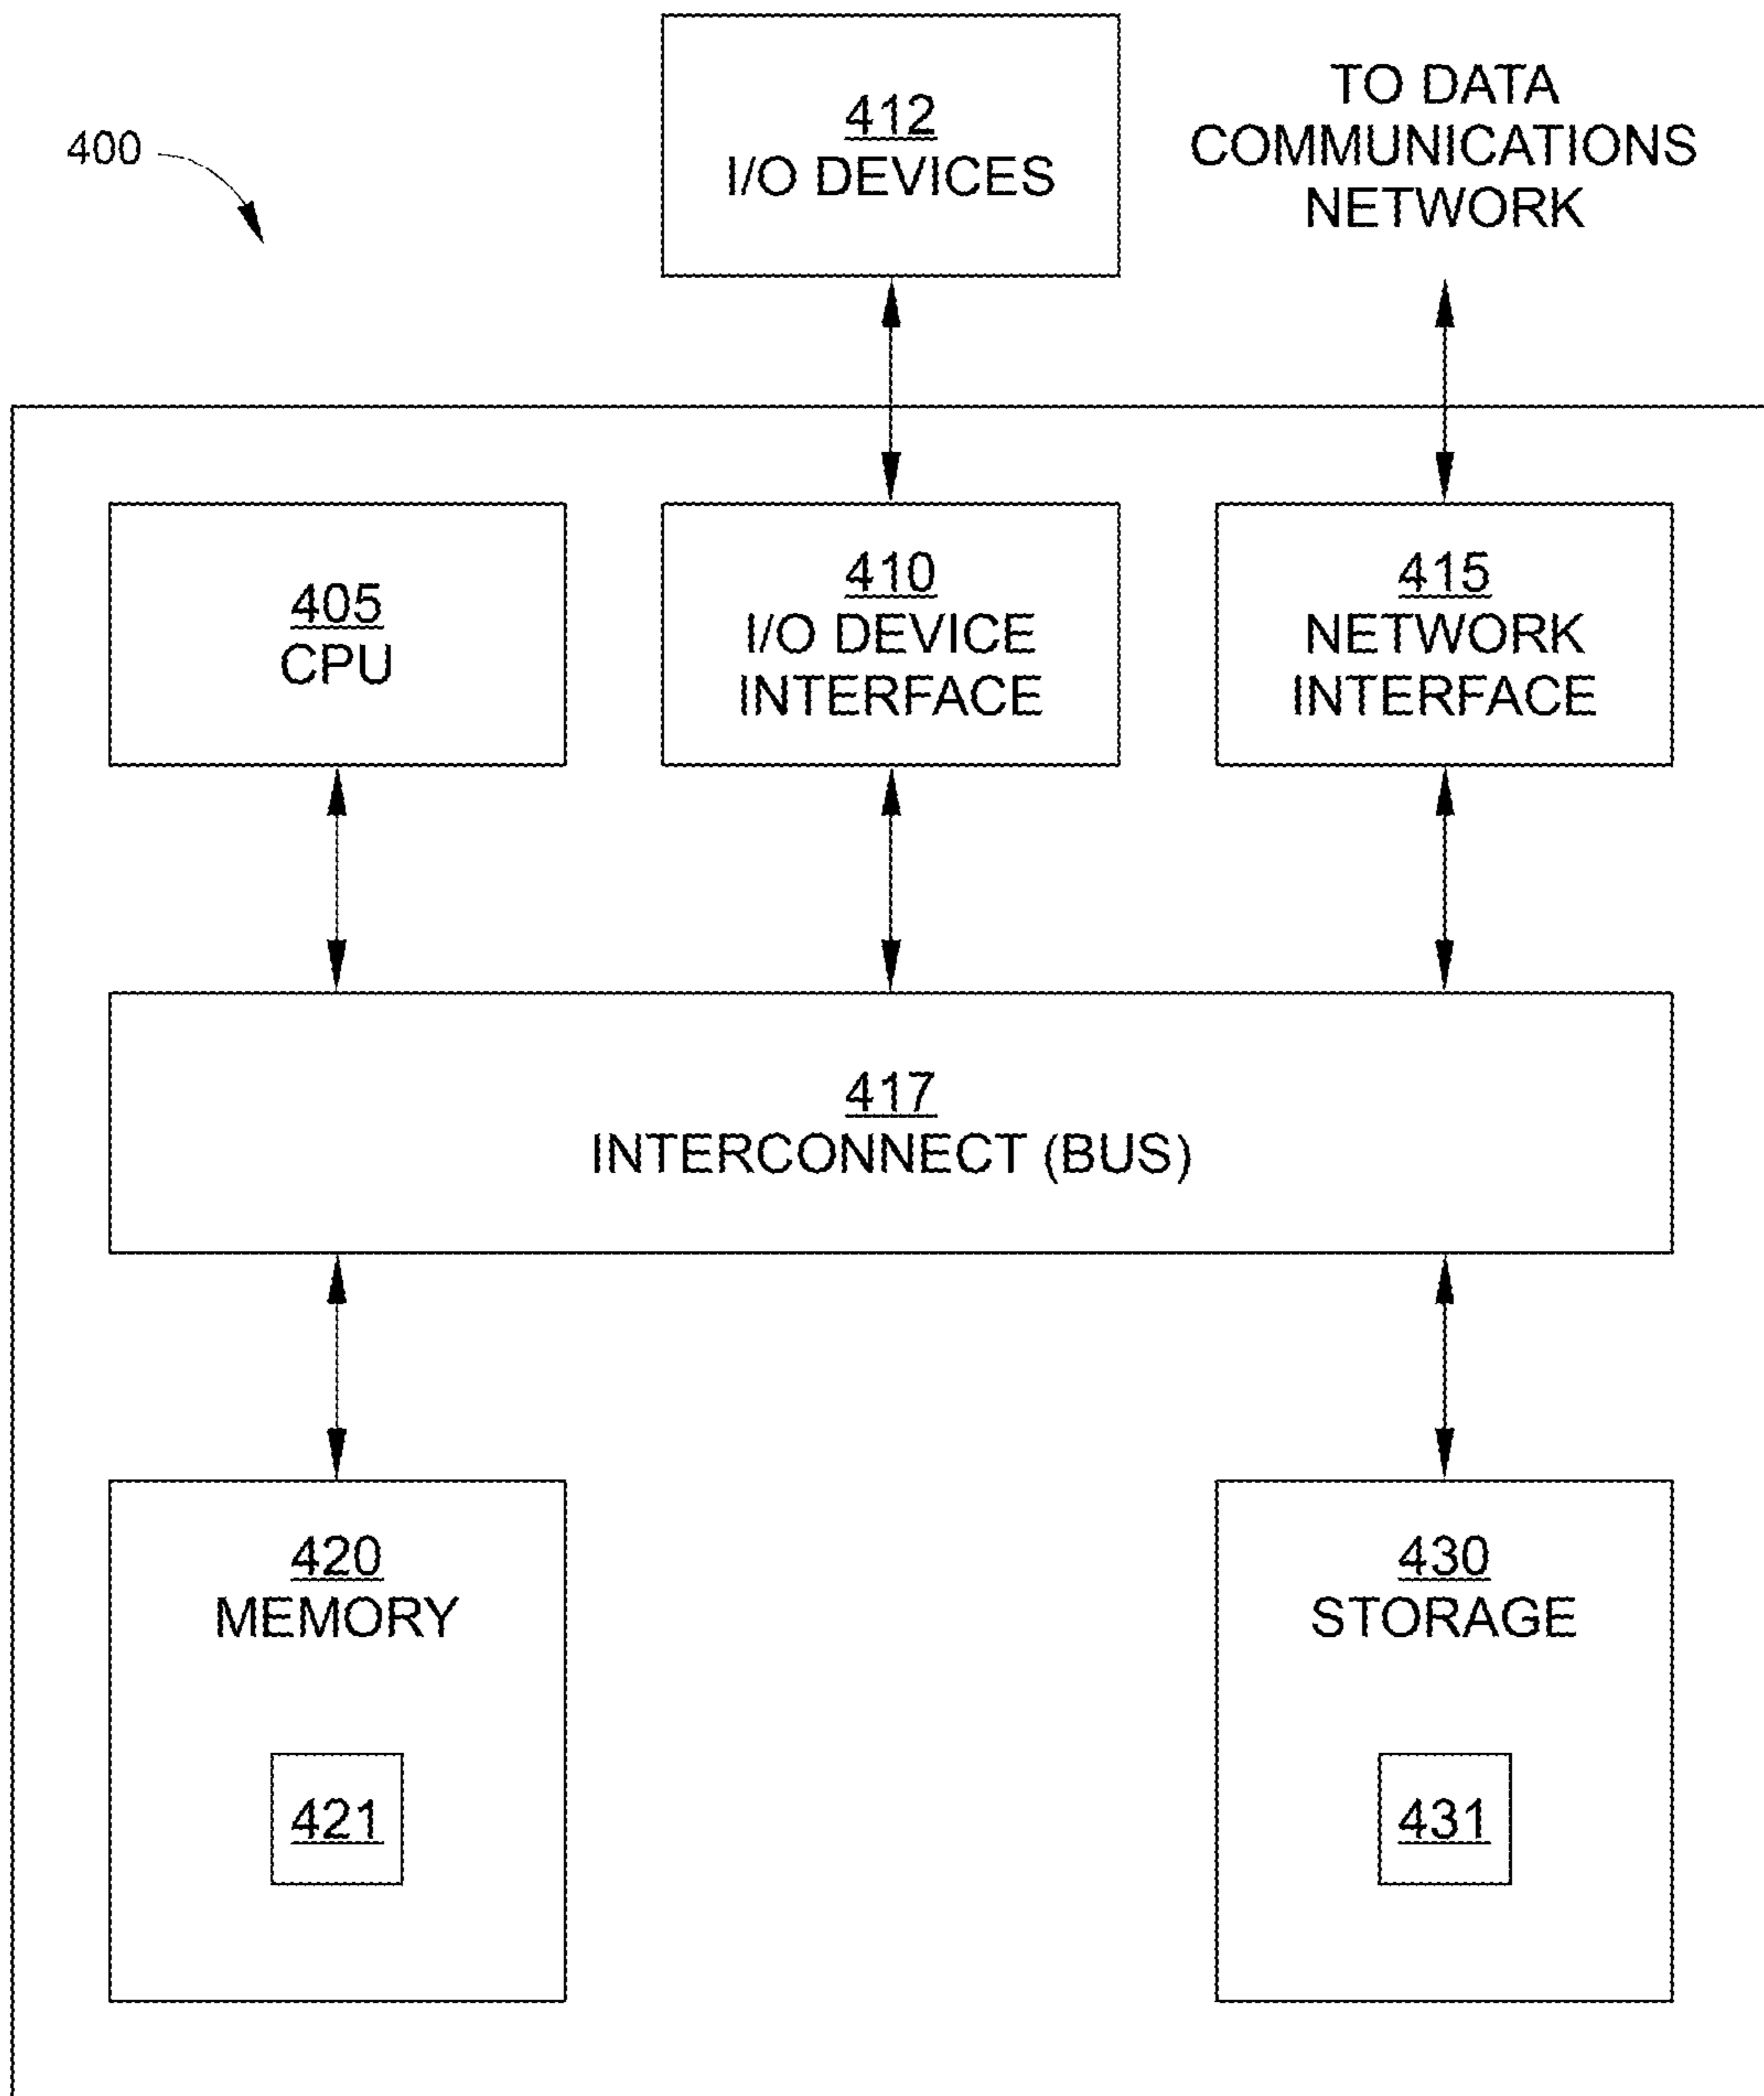 400
412
I/O DEVICES
TO DATA
COMMUNICATIONS
NETWORK
405
CPU
410
I/O DEVICE
INTERFACE
415
NETWORK
INTERFACE
417
INTERCONNECT (BUS)
420
MEMORY
421
430
STORAGE
431